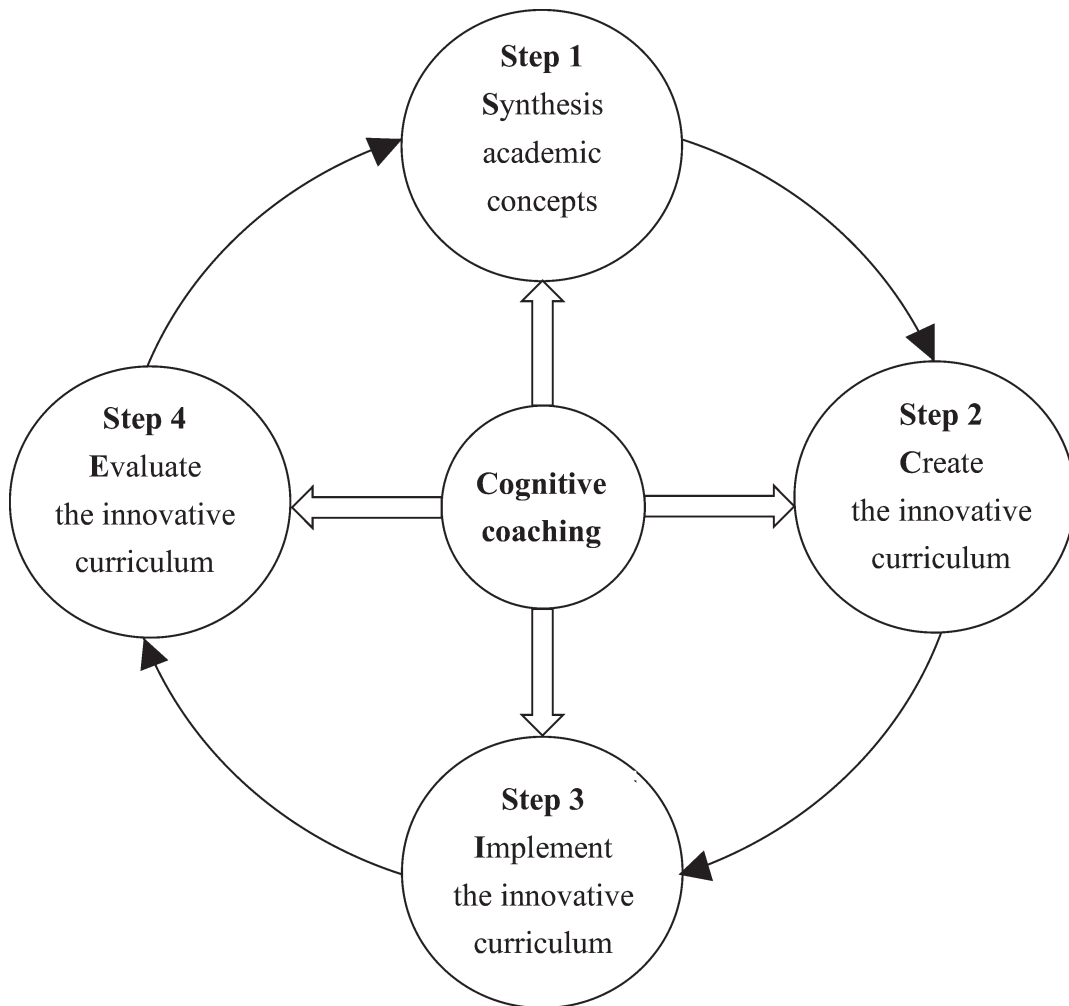 Step 1
Synthesis
academic
concepts
Step 4
Evaluate
the innovative
curriculum
Cognitive
coaching
Step 2
Create
the innovative
curriculum
Step 3
Implement
the innovative
curriculum